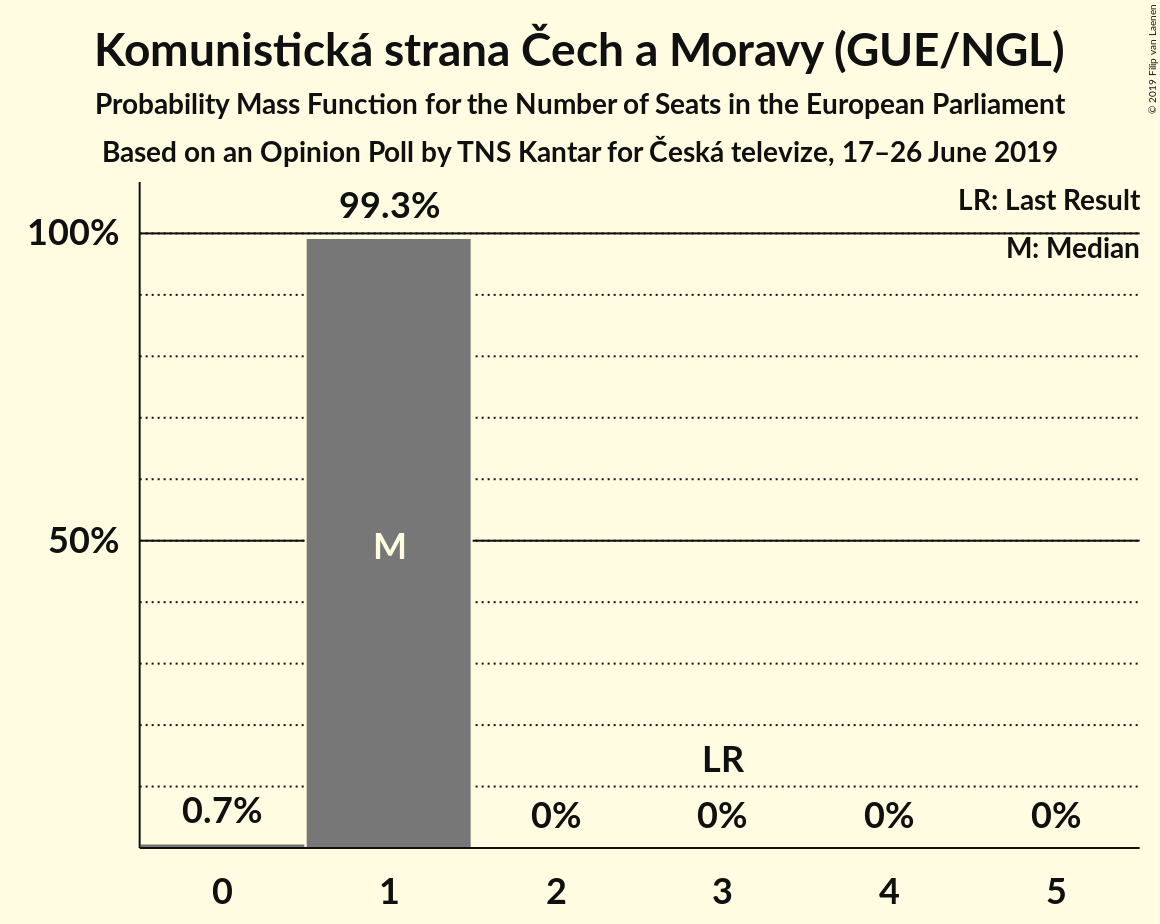 Komunistická strana Čech a Moravy (GUE/NGL)
Probability Mass Function for the Number of Seats in the European Parliament
Based on an Opinion Poll by TNS Kantar for Česká televize, 17–26 June 2019
© 2019 Filip van Laenen
LR: Last Result
M: Median
99.3%
100%
50%
M
LR
0.7%
0%
0%
0%
0%
0
1
2
3
4
5